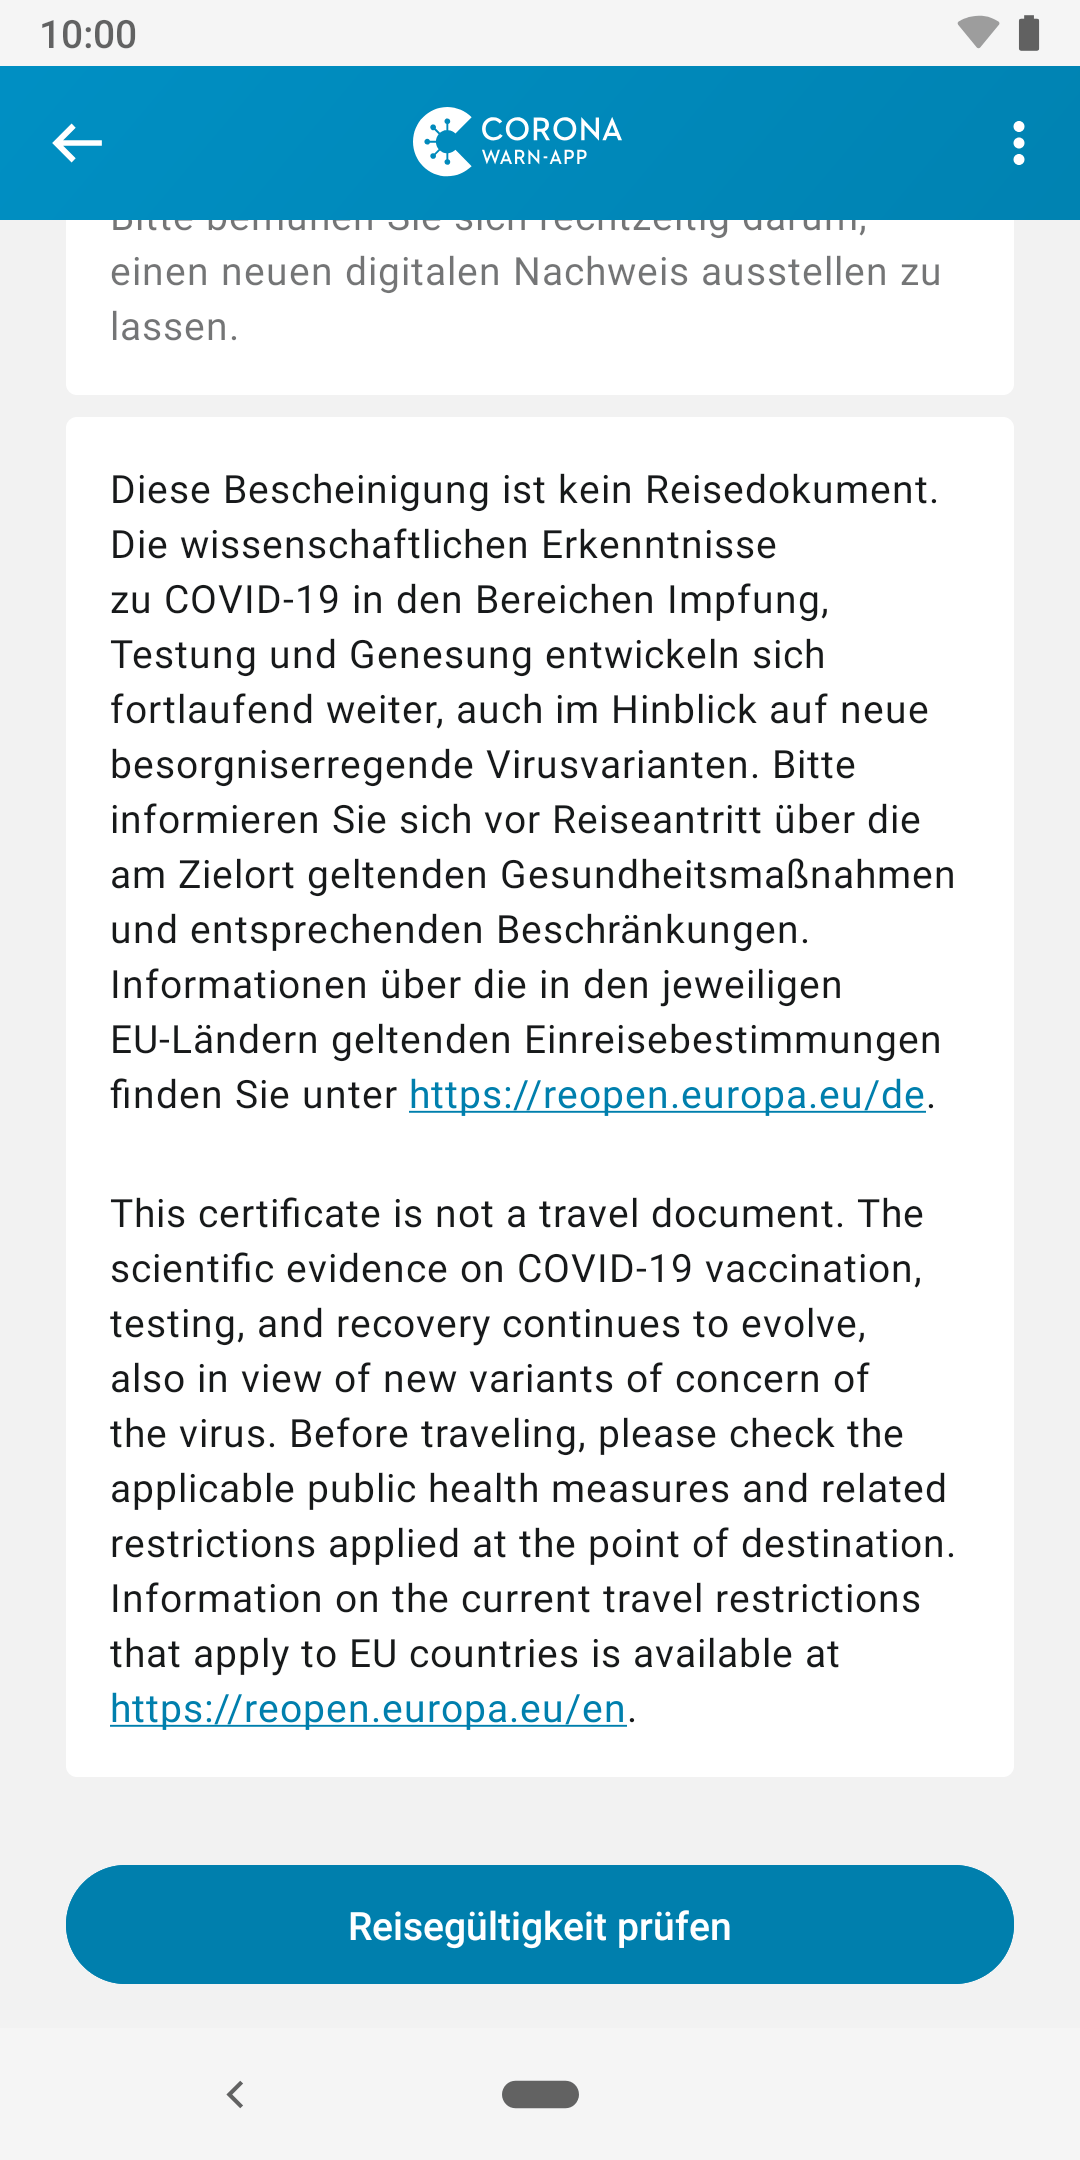 10:00
CORONA
WARN-APP
Bitte bemühen Sie sich rechtzeitig darum,
einen neuen digitalen Nachweis ausstellen zu
lassen.
Diese Bescheinigung ist kein Reisedokument.
Die wissenschaftlichen Erkenntnisse
zu COVID-19 in den Bereichen Impfung,
Testung und Genesung entwickeln sich
fortlaufend weiter, auch im Hinblick auf neue
besorgniserregende Virusvarianten. Bitte
informieren Sie sich vor Reiseantritt über die
am Zielort geltenden Gesundheitsmaßnahmen
und entsprechenden Beschränkungen.
Informationen über die in den jeweiligen
EU-Ländern geltenden Einreisebestimmungen
finden Sie unter https://reopen.europa.eu/de.
This certificate is not a travel document. The
scientific evidence on COVID-19 vaccination,
testing, and recovery continues to evolve,
also in view of new variants of concern of
the virus. Before traveling, please check the
applicable public health measures and related
restrictions applied at the point of destination.
Information on the current travel restrictions
that apply to EU countries is available at
https://reopen.europa.eu/en.
Reisegültigkeit prüfen